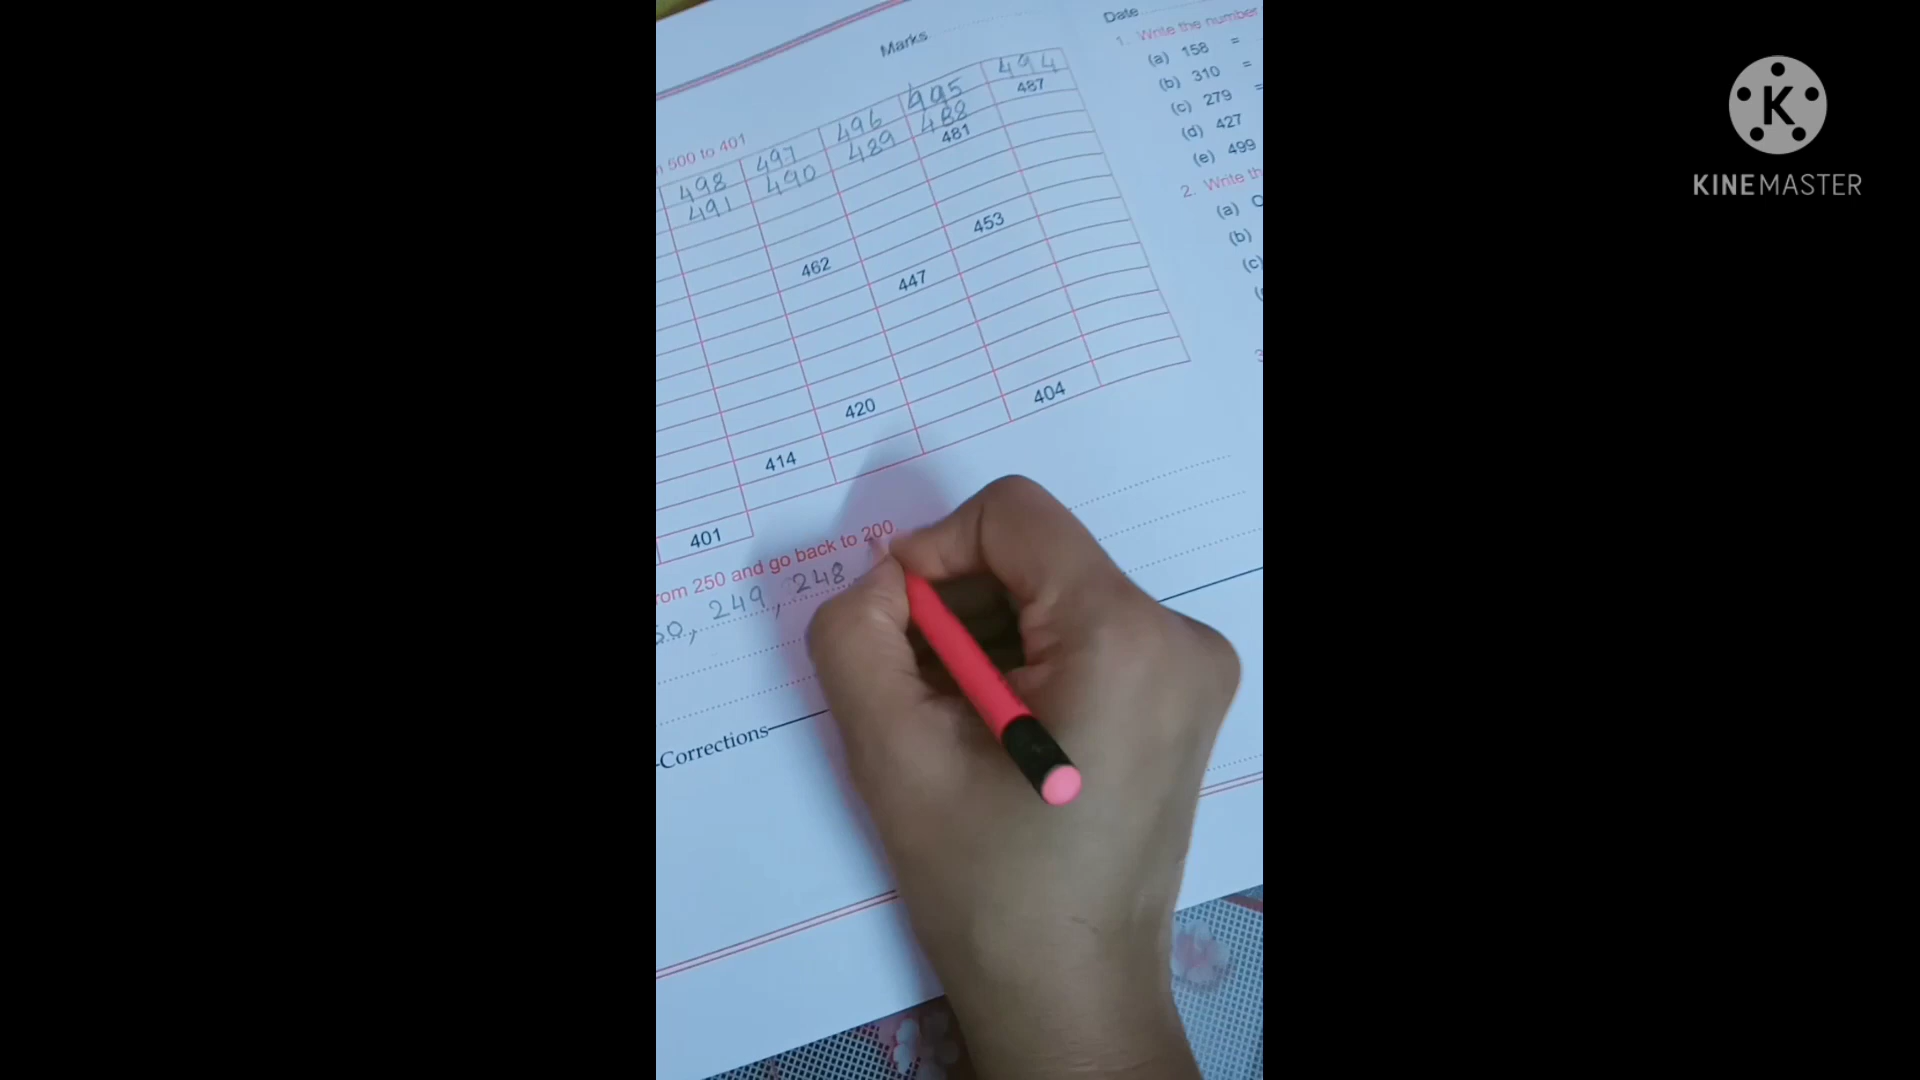 Marks
500 to 401
498 497 496 495 494
491 490 489 488 487
481
453
462
447
420
404
414
401
from 250 and go back to 200.
50, 249, 248
Corrections
Date
1. Write the number
(a) 158 =
(b) 310 =
(c) 279 =
(d) 427
(e) 499
2. Write th
(a)
(b)
(c)
KINEMASTER